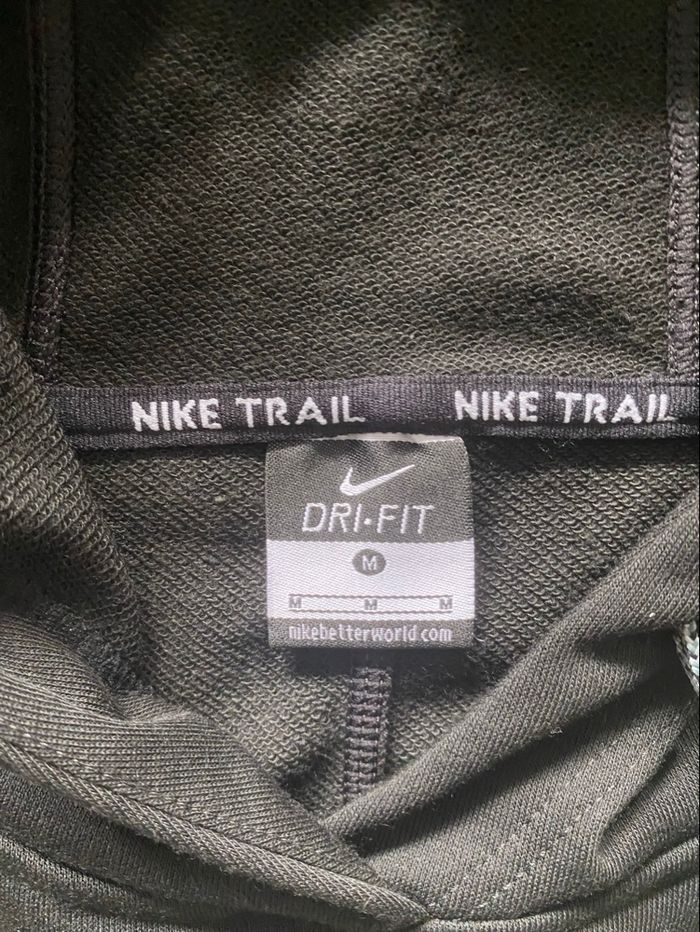 NIKE TRAIL NIKE TRAIL
DRI-FIT
M
M M M
nikebetterworld.com